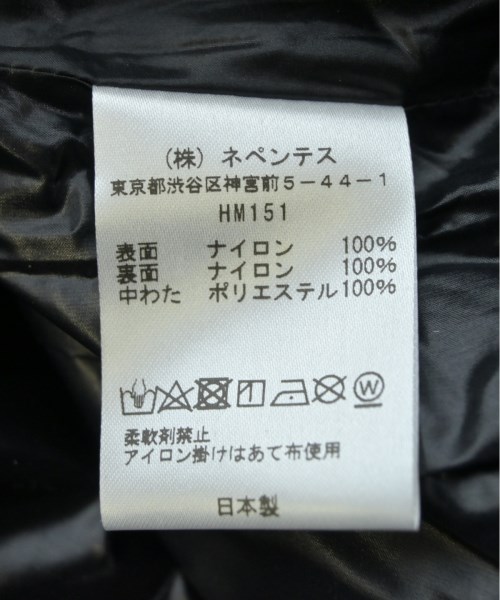 （株）ネペンテス
東京都渋谷区神宮前５－４４－１
HM151
表面 ナイロン 100%
裏面 ナイロン 100%
中わた ポリエステル 100%
W
柔軟剤禁止
アイロン掛けはあて布使用
日本製